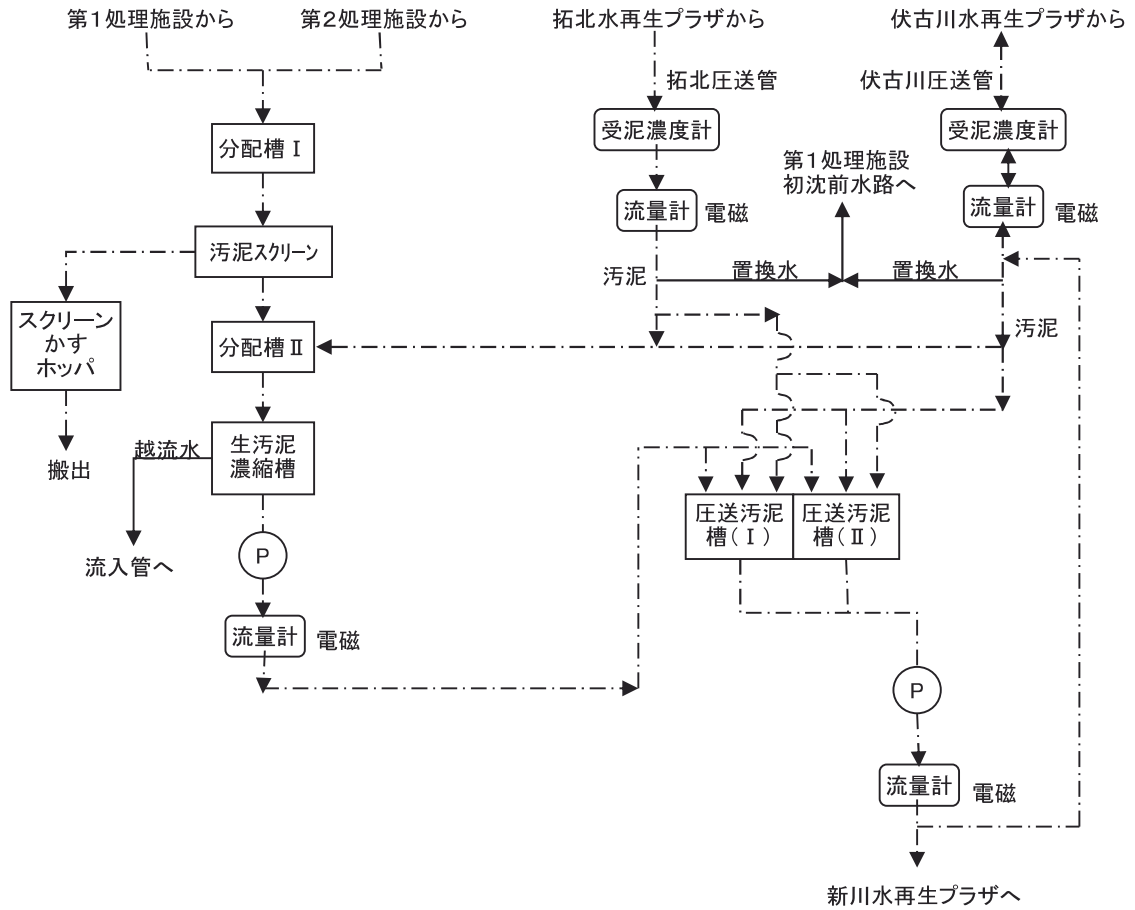 第1処理施設から
第2処理施設から
拓北水再生プラザから
伏古川水再生プラザから
拓北圧送管
伏古川圧送管
受泥濃度計
受泥濃度計
分配槽Ⅰ
第1処理施設
初沈前水路へ
流量計
電磁
流量計
電磁
汚泥スクリーン
汚泥
置換水
置換水
スクリーン
かす
ホッパ
分配槽Ⅱ
汚泥
越流水
生汚泥
濃縮槽
搬出
圧送汚泥
槽(Ⅰ)
圧送汚泥
槽(Ⅱ)
流入管へ
P
流量計
電磁
P
流量計
電磁
新川水再生プラザへ